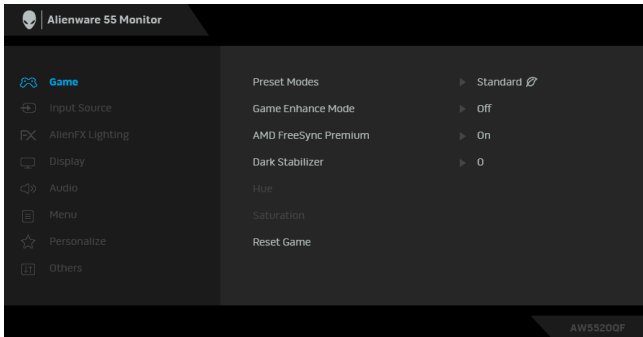 Alienware 55 Monitor
Game
Preset Modes Standard
Input Source
Game Enhance Mode Off
AlienFX Lighting
AMD FreeSync Premium On
Display
Dark Stabilizer 0
Audio
Hue
Menu
Saturation
Personalize
Reset Game
Others
AW5520QF